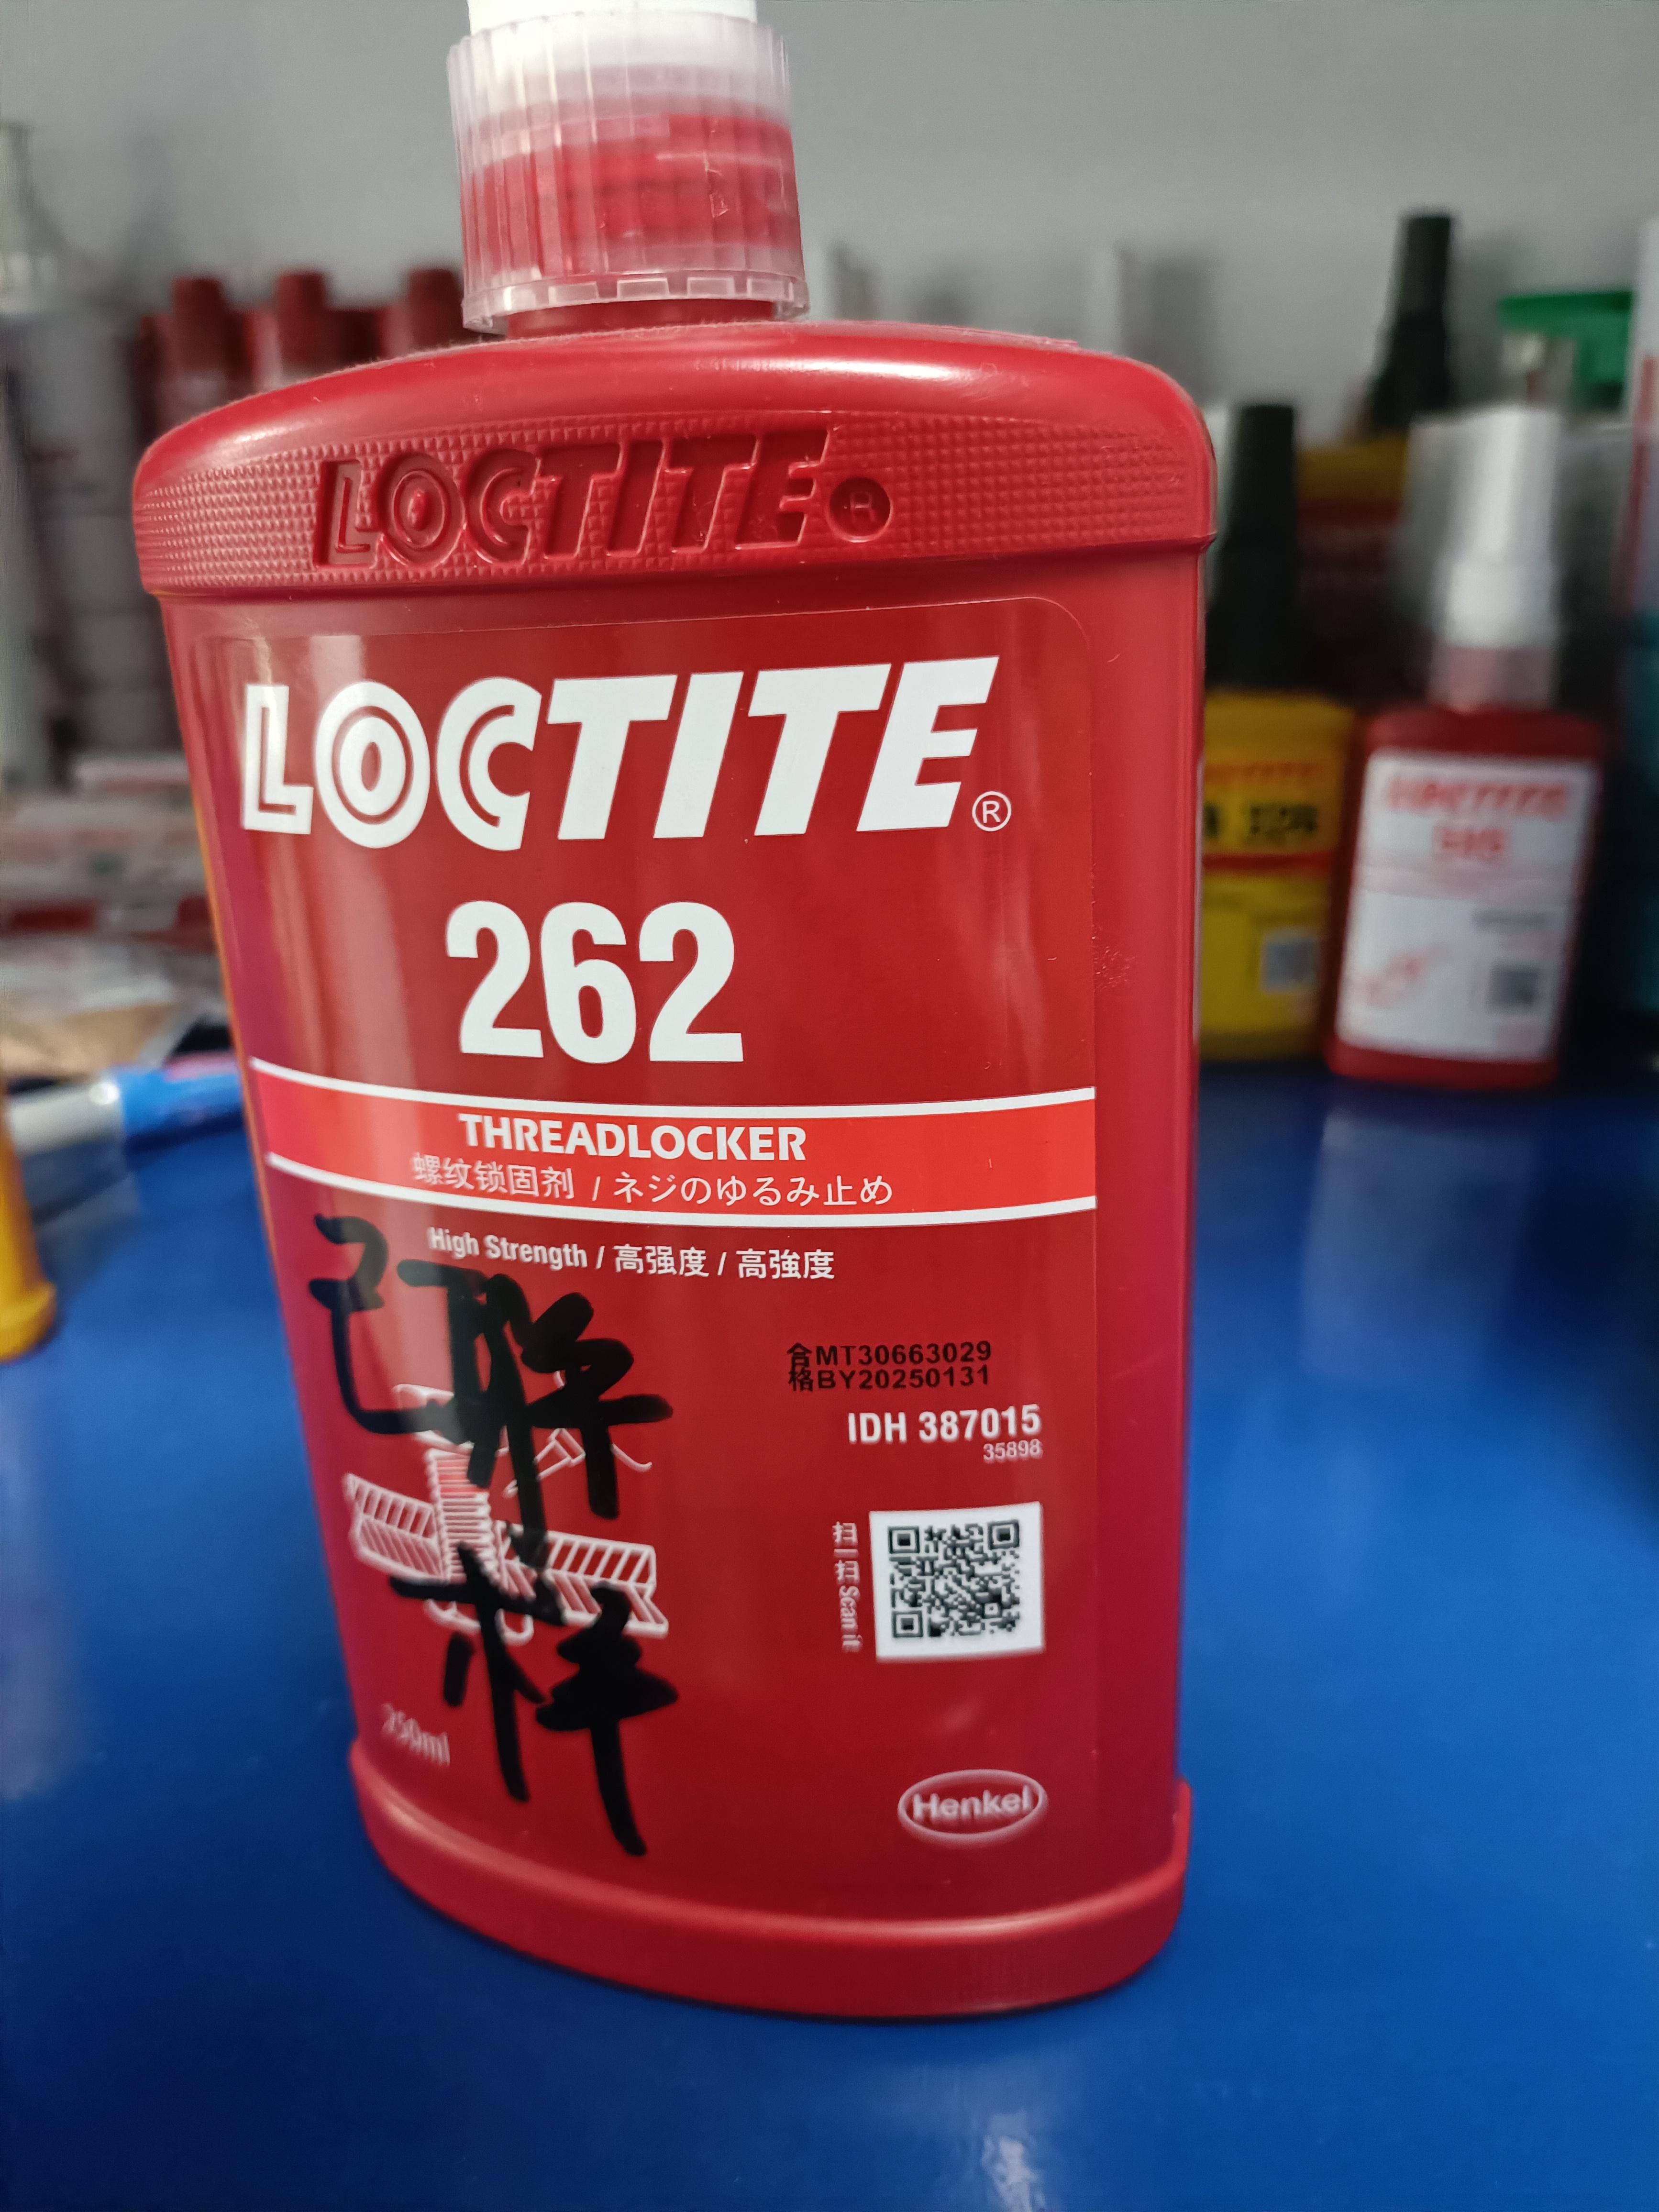 LOCTITE®
LOCTITE®
262
THREADLOCKER
螺纹锁固剂 / ネジのゆるみ止め
High Strength / 高强度 / 高強度
合MT30663029
格BY20250131
IDH 387015
35898
扫一扫 Scan it
250ml
Henkel
LOCTITE
LOCTITE